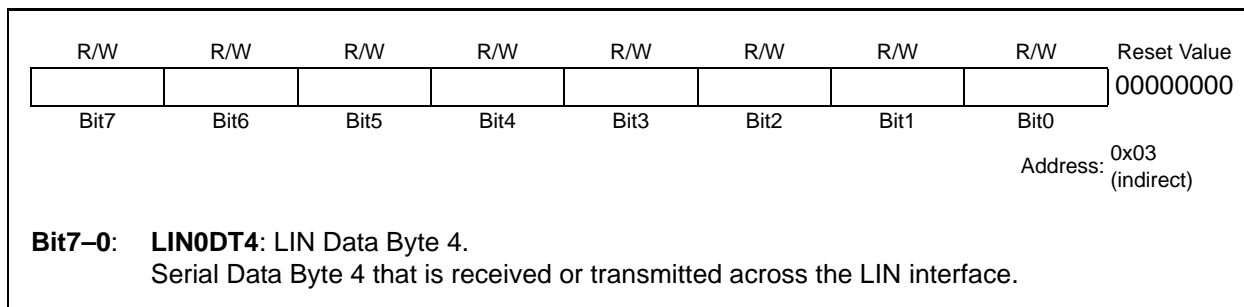 R/W R/W R/W R/W R/W R/W R/W R/W Reset Value
00000000
Bit7 Bit6 Bit5 Bit4 Bit3 Bit2 Bit1 Bit0
Address: 0x03
(indirect)
Bit7–0: LIN0DT4: LIN Data Byte 4.
Serial Data Byte 4 that is received or transmitted across the LIN interface.